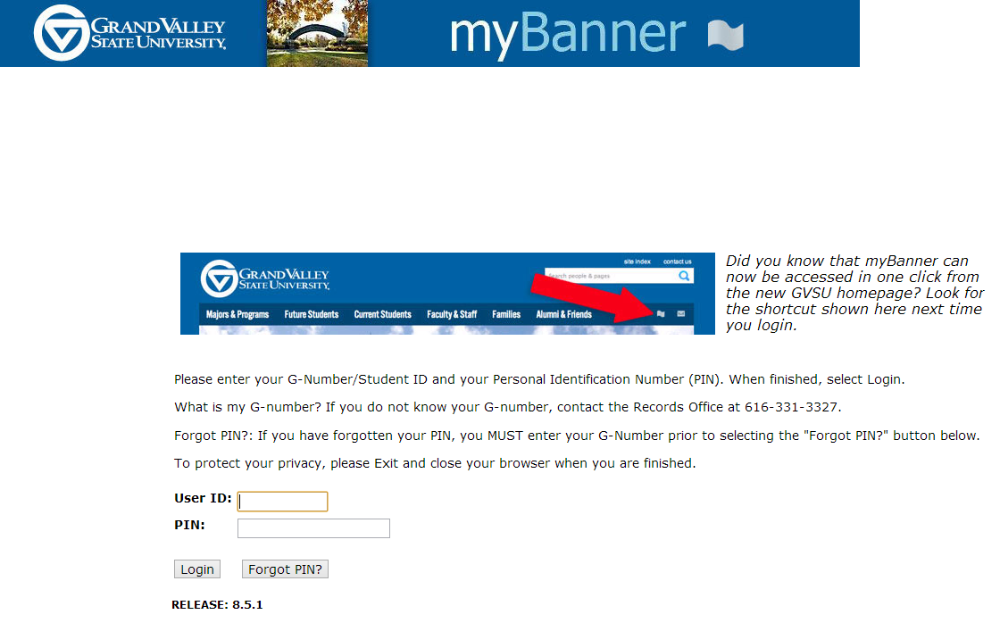 GRAND VALLEY
STATE UNIVERSITY.
myBanner
site index contact us
GRAND VALLEY
STATE UNIVERSITY.
Search people & pages
Majors & Programs Future Students Current Students Faculty & Staff Families Alumni & Friends
Did you know that myBanner can
now be accessed in one click from
the new GVSU homepage? Look for
the shortcut shown here next time
you login.
Please enter your G-Number/Student ID and your Personal Identification Number (PIN). When finished, select Login.
What is my G-number? If you do not know your G-number, contact the Records Office at 616-331-3327.
Forgot PIN?: If you have forgotten your PIN, you MUST enter your G-Number prior to selecting the "Forgot PIN?" button below.
To protect your privacy, please Exit and close your browser when you are finished.
User ID:
PIN:
Login Forgot PIN?
RELEASE: 8.5.1